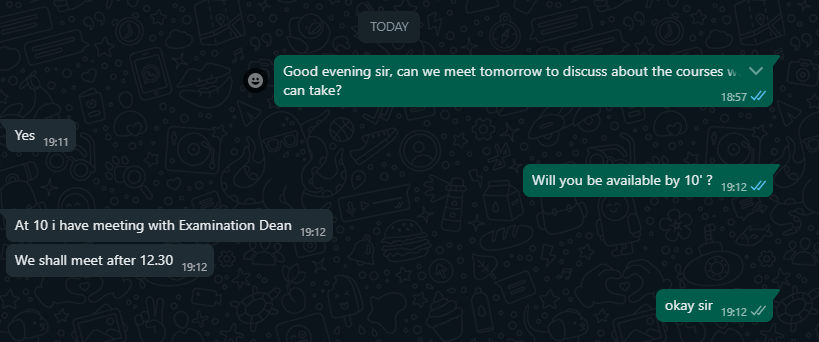 TODAY
Good evening sir, can we meet tomorrow to discuss about the courses
can take?
18:57
Yes
19:11
Will you be available by 10' ?
19:12
At 10 i have meeting with Examination Dean
19:12
We shall meet after 12.30
19:12
okay sir
19:12